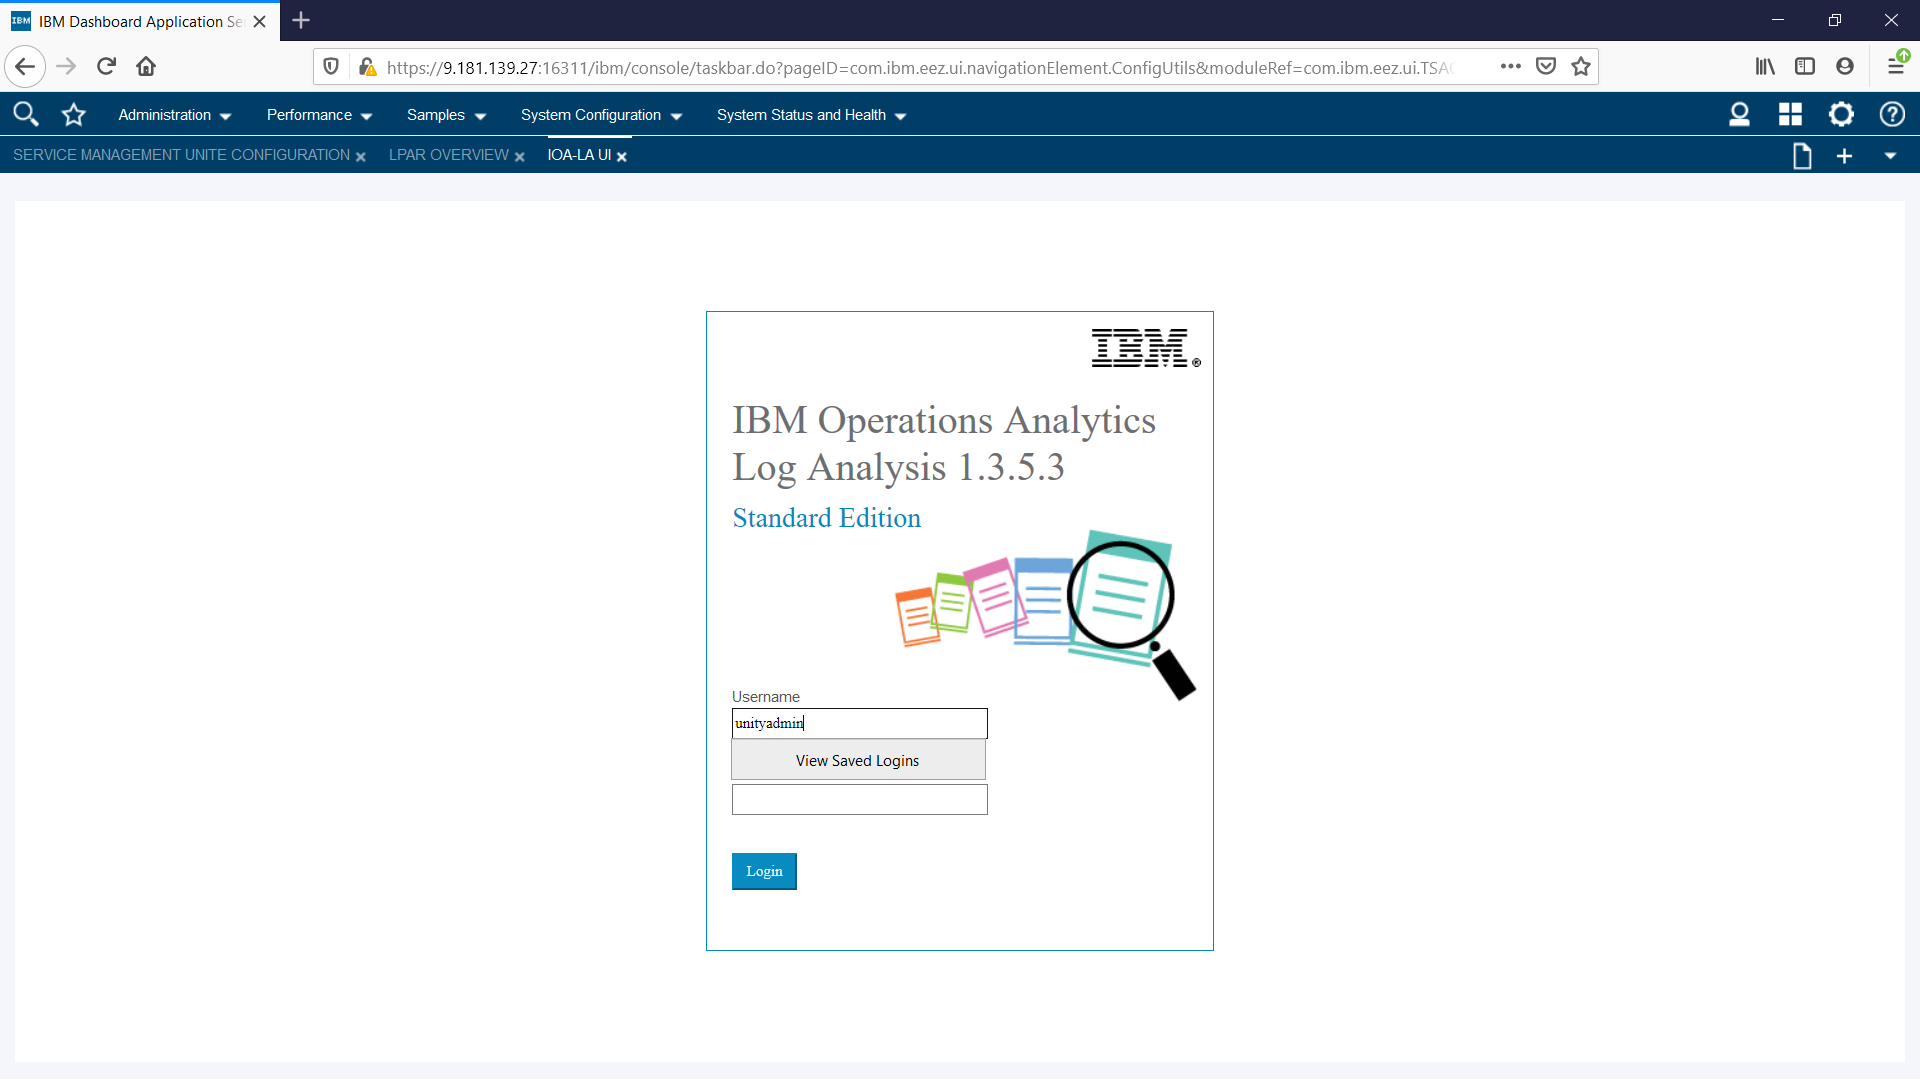 IBM IBM Dashboard Application Se
https://9.181.139.27:16311/ibm/console/taskbar.do?pageID=com.ibm.eez.ui.navigationElement.ConfigUtils&moduleRef=com.ibm.eez.ui.TSA
Administration Performance Samples System Configuration System Status and Health
SERVICE MANAGEMENT UNITE CONFIGURATION LPAR OVERVIEW IOA-LA UI
IBM®
IBM Operations Analytics
Log Analysis 1.3.5.3
Standard Edition
Username
unityadmin
View Saved Logins
Login